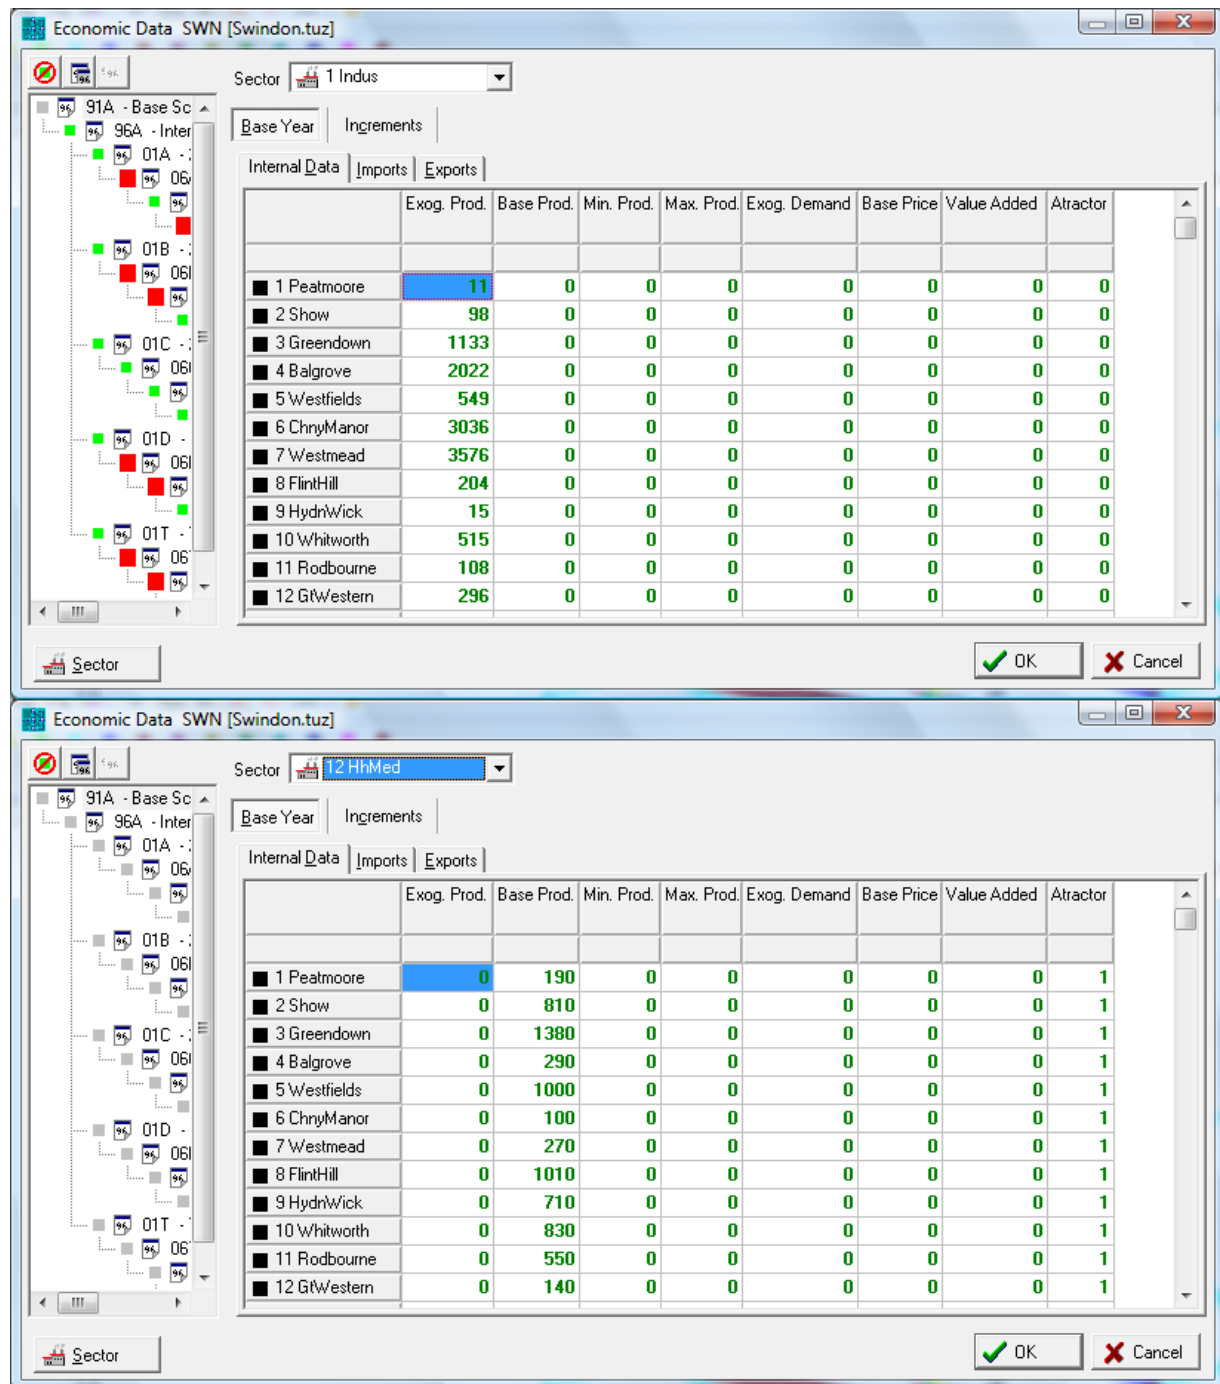 Economic Data SWN [Swindon.tuz]
Sector 1 Indus
91A - Base Sc
96A - Inter
01A - :
06
01B - :
06
01C - :
06
01D -
06
01T -
06
Base Year Increments
Internal Data Imports Exports
Exog. Prod. Base Prod. Min. Prod. Max. Prod. Exog. Demand Base Price Value Added Atractor
1 Peatmoore 11 0 0 0 0 0 0 0
2 Show 98 0 0 0 0 0 0 0
3 Greendown 1133 0 0 0 0 0 0 0
4 Balgrove 2022 0 0 0 0 0 0 0
5 Westfields 549 0 0 0 0 0 0 0
6 ChnyManor 3036 0 0 0 0 0 0 0
7 Westmead 3576 0 0 0 0 0 0 0
8 FlintHill 204 0 0 0 0 0 0 0
9 HydnWick 15 0 0 0 0 0 0 0
10 Whitworth 515 0 0 0 0 0 0 0
11 Rodbourne 108 0 0 0 0 0 0 0
12 GtWestern 296 0 0 0 0 0 0 0
Sector OK Cancel
Economic Data SWN [Swindon.tuz]
Sector 12 HhMed
91A - Base Sc
96A - Inter
01A - :
06
01B - :
06
01C - :
06
01D -
06
01T -
06
Base Year Increments
Internal Data Imports Exports
Exog. Prod. Base Prod. Min. Prod. Max. Prod. Exog. Demand Base Price Value Added Atractor
1 Peatmoore 0 190 0 0 0 0 0 1
2 Show 0 810 0 0 0 0 0 1
3 Greendown 0 1380 0 0 0 0 0 1
4 Balgrove 0 290 0 0 0 0 0 1
5 Westfields 0 1000 0 0 0 0 0 1
6 ChnyManor 0 100 0 0 0 0 0 1
7 Westmead 0 270 0 0 0 0 0 1
8 FlintHill 0 1010 0 0 0 0 0 1
9 HydnWick 0 710 0 0 0 0 0 1
10 Whitworth 0 830 0 0 0 0 0 1
11 Rodbourne 0 550 0 0 0 0 0 1
12 GtWestern 0 140 0 0 0 0 0 1
Sector OK Cancel